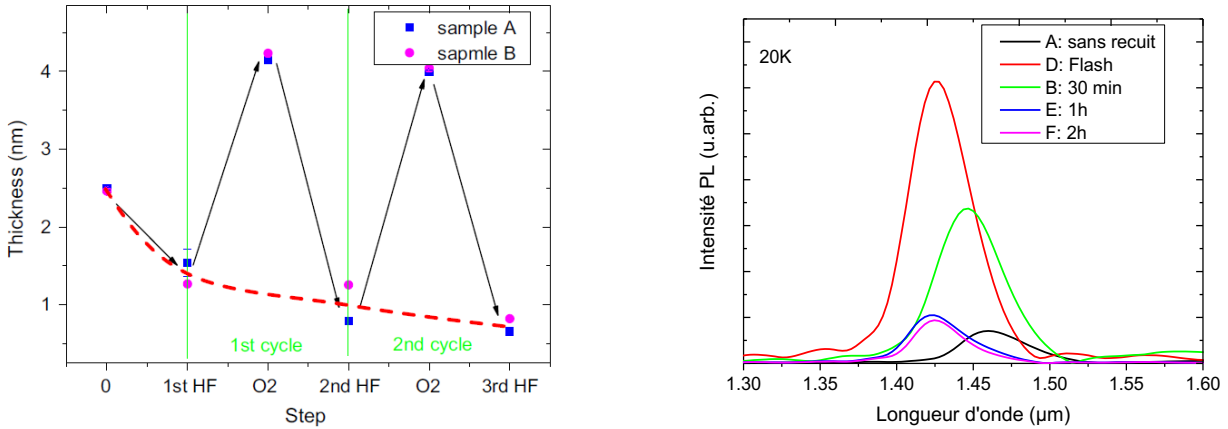 sample A
sapmle B
4
3
2
1
Thickness (nm)
1st cycle
2nd cycle
0
1st HF
O2
2nd HF
O2
3rd HF
Step
20K
A: sans recuit
D: Flash
B: 30 min
E: 1h
F: 2h
Intensité PL (u.arb.)
1.30
1.35
1.40
1.45
1.50
1.55
1.60
Longueur d'onde (µm)